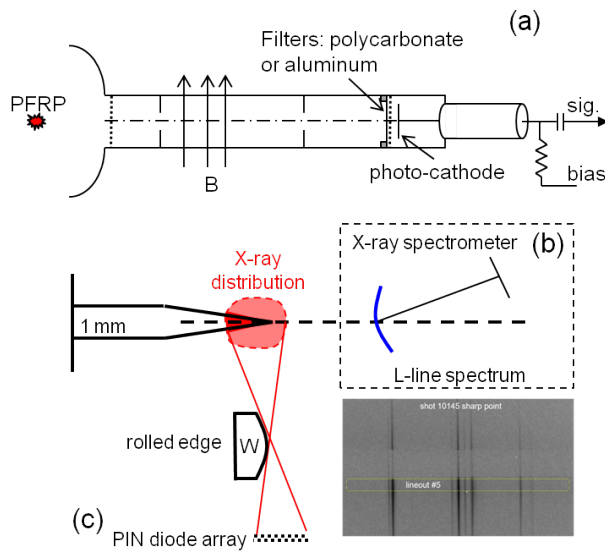 (a)
Filters: polycarbonate
or aluminum
PFRP
sig.
photo-cathode
bias
B
X-ray spectrometer
(b)
X-ray
distribution
1 mm
L-line spectrum
shot 10145 sharp point
rolled edge
W
lineout #5
(c)
PIN diode array